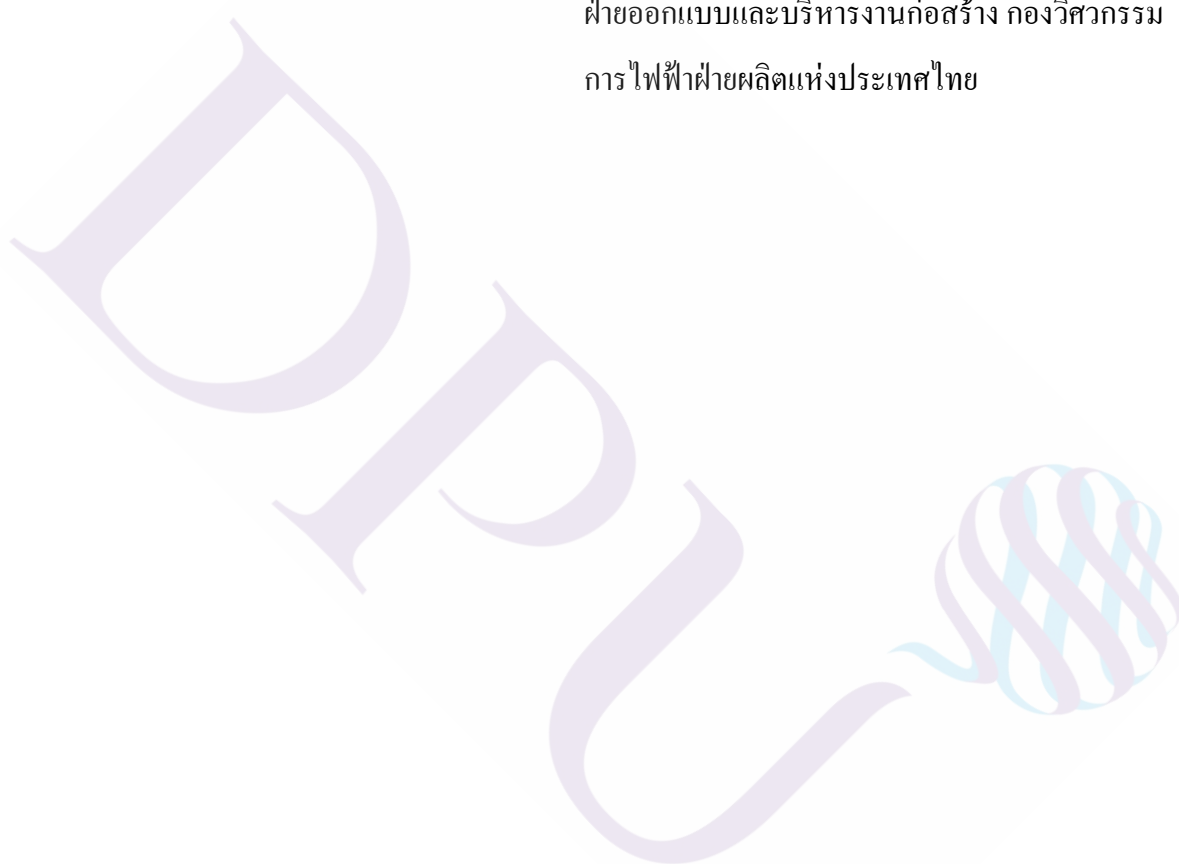 ฝ่ายออกแบบและบริหารงานก่อสร้าง กองวิศวกรรม
การไฟฟ้าฝ่ายผลิตแห่งประเทศไทย
DPU